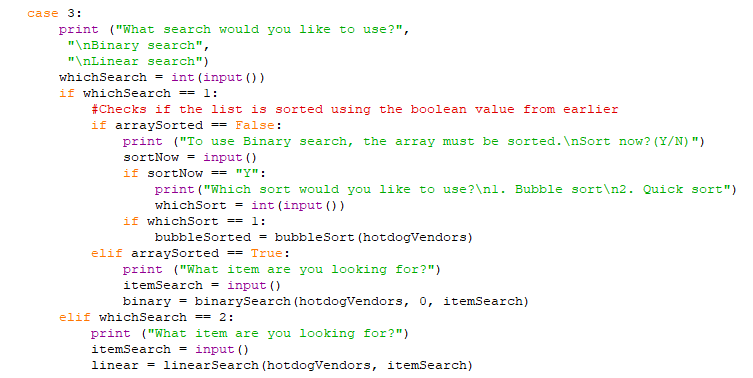 case 3:
    print ("What search would you like to use?",
     "\nBinary search",
     "\nLinear search")
    whichSearch = int(input())
    if whichSearch == 1:
        #Checks if the list is sorted using the boolean value from earlier
        if arraySorted == False:
            print ("To use Binary search, the array must be sorted.\nSort now?(Y/N)")
            sortNow = input()
            if sortNow == "Y":
                print("Which sort would you like to use?\n1. Bubble sort\n2. Quick sort")
                whichSort = int(input())
            if whichSort == 1:
                bubbleSorted = bubbleSort(hotdogVendors)
        elif arraySorted == True:
            print ("What item are you looking for?")
            itemSearch = input()
            binary = binarySearch(hotdogVendors, 0, itemSearch)
    elif whichSearch == 2:
        print ("What item are you looking for?")
        itemSearch = input()
        linear = linearSearch(hotdogVendors, itemSearch)